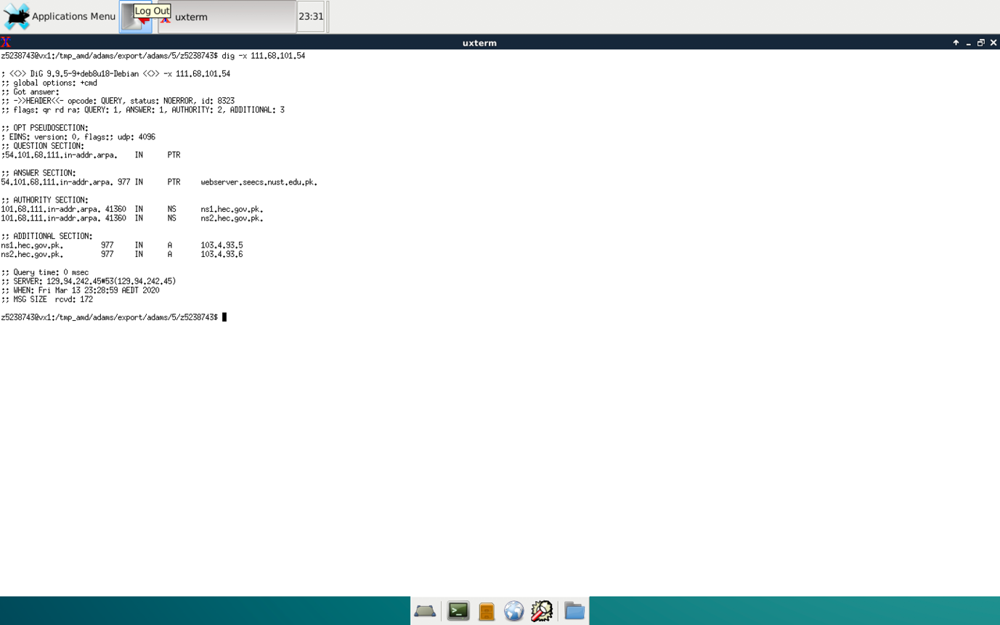 Applications Menu
Log Out
uxterm
23:31
uxterm
z5238743@vx1:/tmp_amd/adams/export/adams/5/z5238743$ dig -x 111.68.101.54
; <<>> DiG 9.9.5-9+deb8u18-Debian <<>> -x 111.68.101.54
;; global options: +cmd
;; Got answer:
;; ->>HEADER<<- opcode: QUERY, status: NOERROR, id: 8323
;; flags: qr rd ra; QUERY: 1, ANSWER: 1, AUTHORITY: 2, ADDITIONAL: 3
;; OPT PSEUDOSECTION:
; EDNS: version: 0, flags:; udp: 4096
;; QUESTION SECTION:
;54.101.68.111.in-addr.arpa. IN PTR
;; ANSWER SECTION:
54.101.68.111.in-addr.arpa. 977 IN PTR webserver.seecs.nust.edu.pk.
;; AUTHORITY SECTION:
101.68.111.in-addr.arpa. 41360 IN NS ns1.hec.gov.pk.
101.68.111.in-addr.arpa. 41360 IN NS ns2.hec.gov.pk.
;; ADDITIONAL SECTION:
ns1.hec.gov.pk. 977 IN A 103.4.93.5
ns2.hec.gov.pk. 977 IN A 103.4.93.6
;; Query time: 0 msec
;; SERVER: 129.94.242.45#53(129.94.242.45)
;; WHEN: Fri Mar 13 23:28:59 AEDT 2020
;; MSG SIZE rcvd: 172
z5238743@vx1:/tmp_amd/adams/export/adams/5/z5238743$